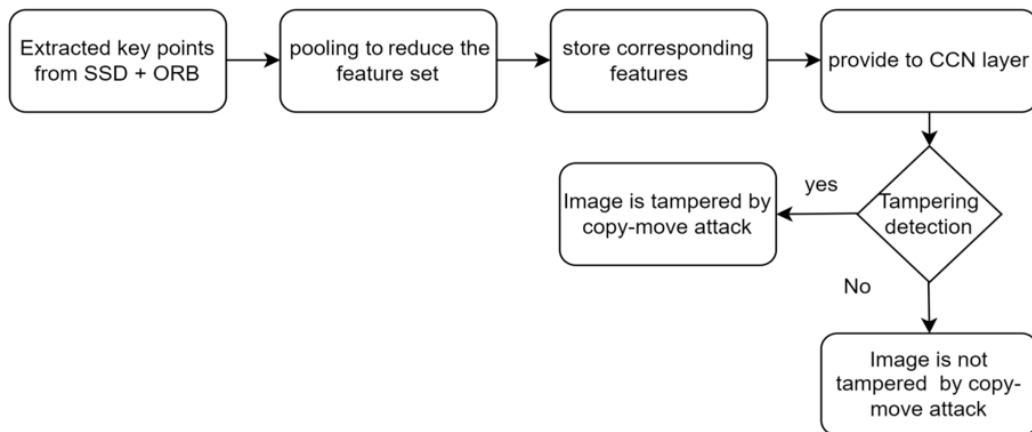 Extracted key points
from SSD + ORB
pooling to reduce the
feature set
store corresponding
features
provide to CCN layer
Tampering
detection
yes
Image is tampered by
copy-move attack
No
Image is not
tampered by copy-
move attack